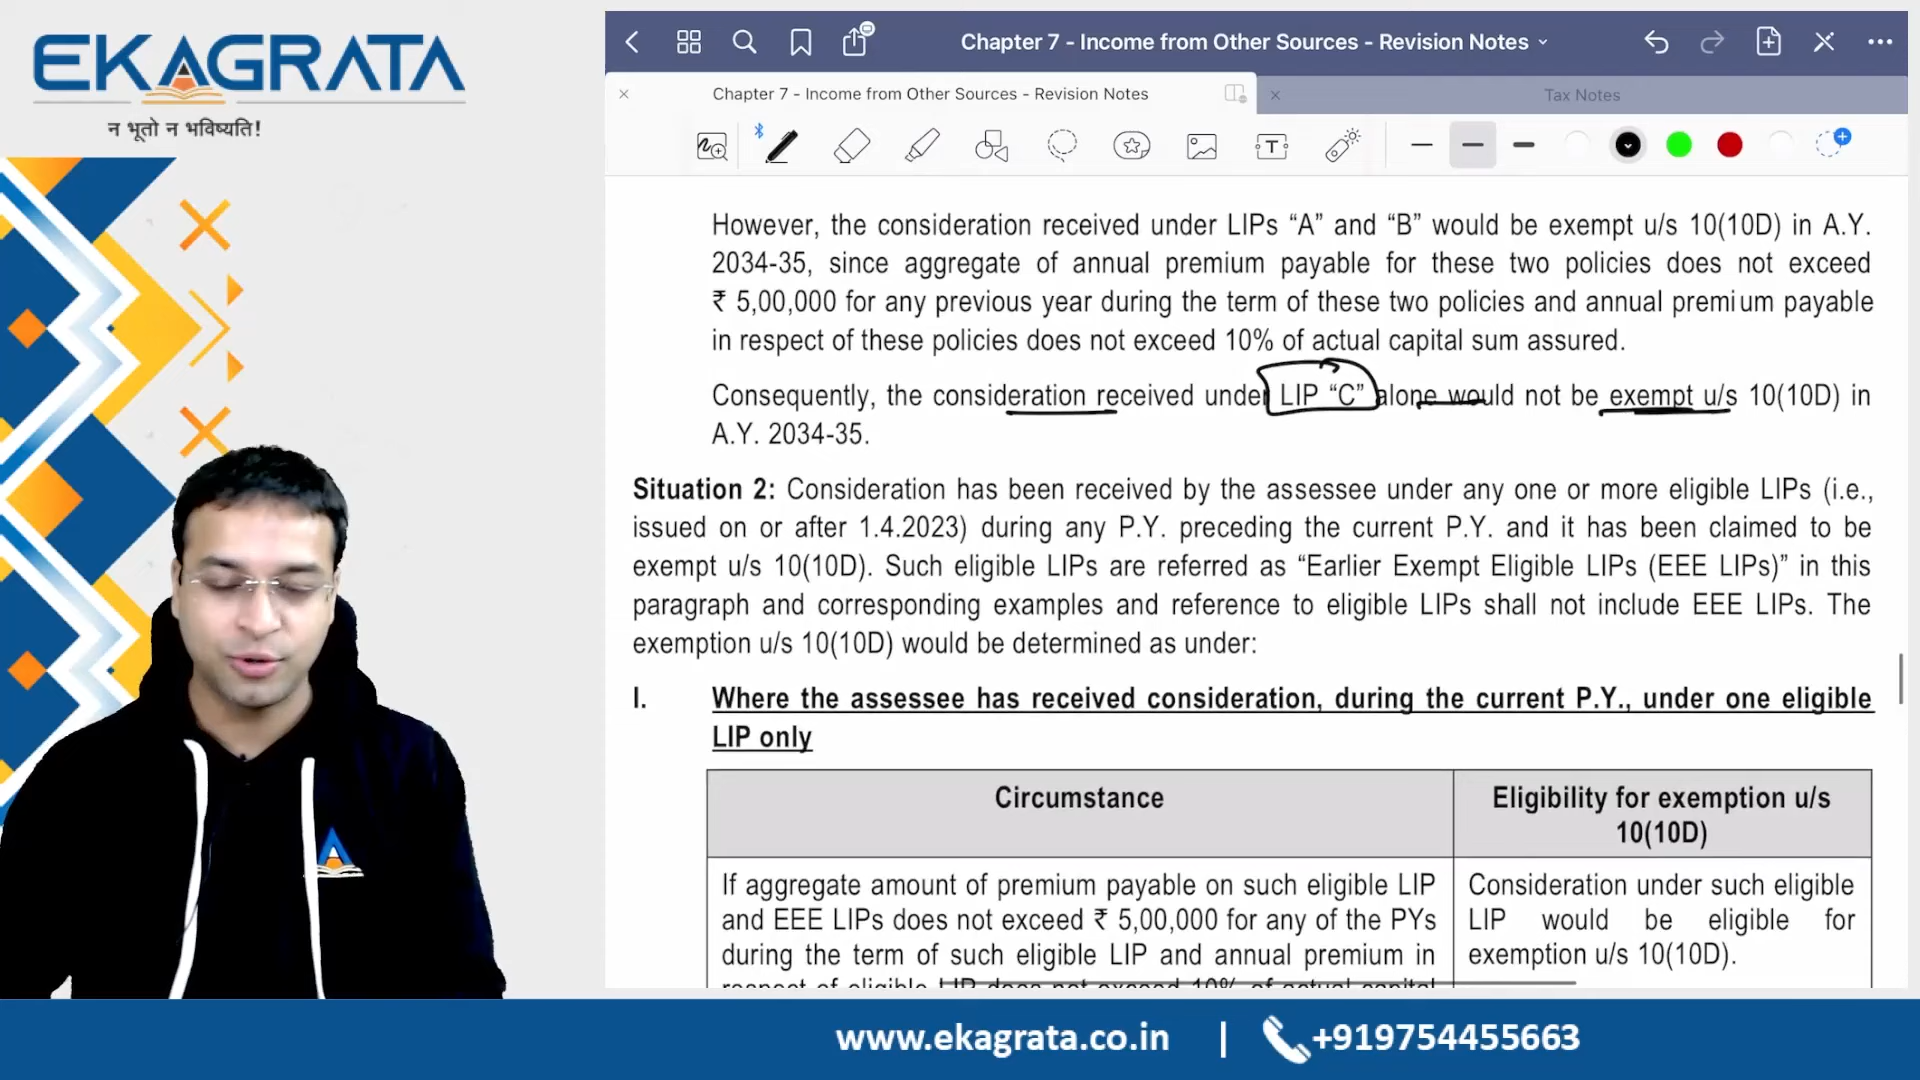 EKAGRATA
न भूतो न भविष्यति!
Chapter 7 - Income from Other Sources - Revision Notes
Chapter 7 - Income from Other Sources - Revision Notes
Tax Notes
However, the consideration received under LIPs “A” and “B” would be exempt u/s 10(10D) in A.Y.
2034-35, since aggregate of annual premium payable for these two policies does not exceed
₹ 5,00,000 for any previous year during the term of these two policies and annual premium payable
in respect of these policies does not exceed 10% of actual capital sum assured.
Consequently, the consideration received under LIP “C” alone would not be exempt u/s 10(10D) in
A.Y. 2034-35.
Situation 2: Consideration has been received by the assessee under any one or more eligible LIPs (i.e.,
issued on or after 1.4.2023) during any P.Y. preceding the current P.Y. and it has been claimed to be
exempt u/s 10(10D). Such eligible LIPs are referred as “Earlier Exempt Eligible LIPs (EEE LIPs)” in this
paragraph and corresponding examples and reference to eligible LIPs shall not include EEE LIPs. The
exemption u/s 10(10D) would be determined as under:
I. Where the assessee has received consideration, during the current P.Y., under one eligible
LIP only
Circumstance
Eligibility for exemption u/s
10(10D)
If aggregate amount of premium payable on such eligible LIP
and EEE LIPs does not exceed ₹ 5,00,000 for any of the PYs
during the term of such eligible LIP and annual premium in
respect of eligible LIP does not exceed 10% of actual capital
Consideration under such eligible
LIP would be eligible for
exemption u/s 10(10D).
www.ekagrata.co.in | +919754455663